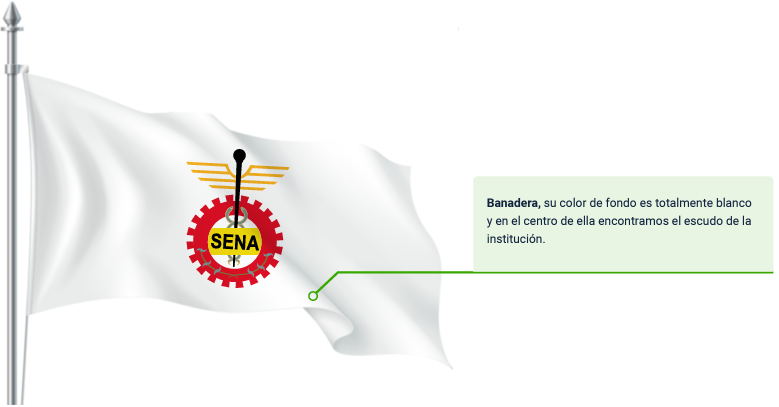 SENA
Banadera, su color de fondo es totalmente blanco
y en el centro de ella encontramos el escudo de la
institución.